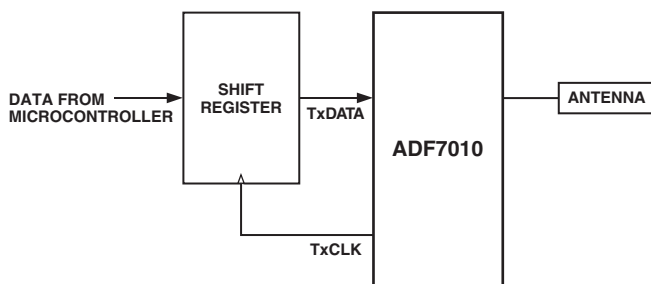 DATA FROM
MICROCONTROLLER
SHIFT
REGISTER
TxDATA
ADF7010
ANTENNA
TxCLK